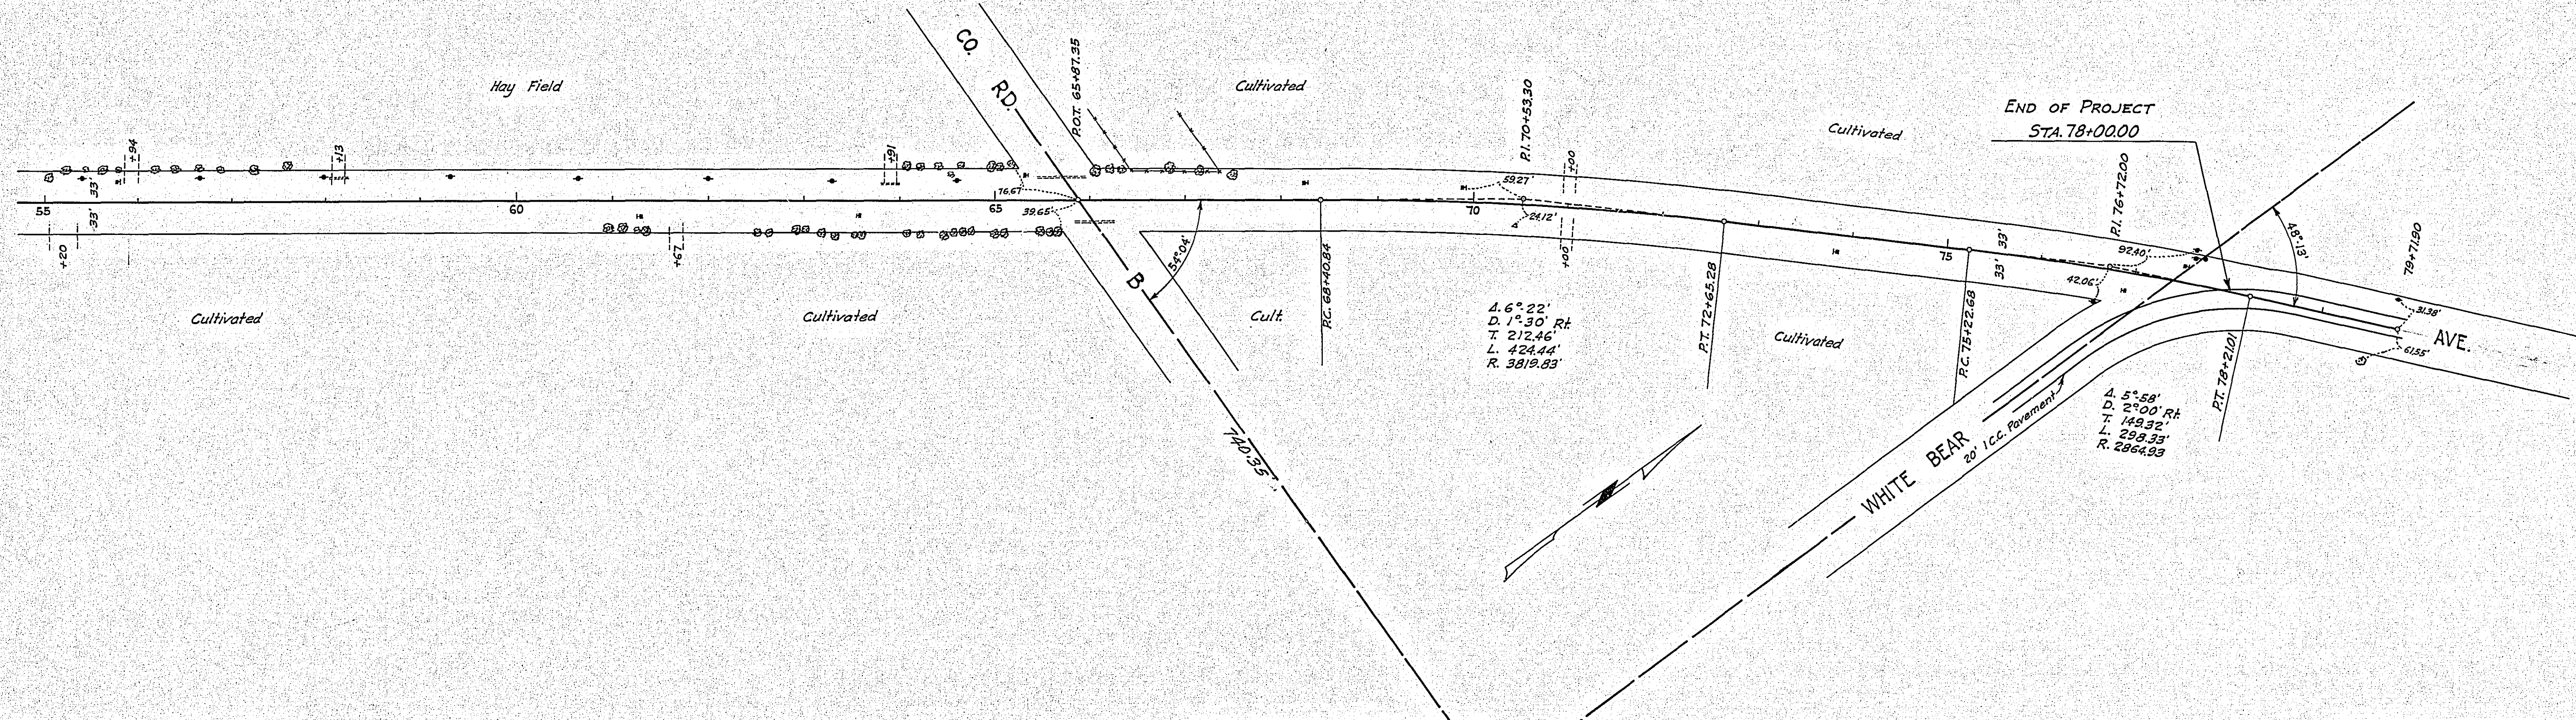 Hay Field
CO. RD. B
P.O.T. 65+87.35
Cultivated
P.I. 70+53.30
+00
Cultivated
END OF PROJECT
STA. 78+00.00
P.I. 76+72.00
79+71.90
48°-13'
+94
+13
+91
33'
33'
55
60
65
70
75
76.67'
39.65'
59.27'
24.12'
+00
33'
33'
92.40'
42.06'
31.38'
61.55'
AVE.
+20
+67
54°-04'
Cultivated
Cultivated
Cult.
P.C. 68+40.84
Δ. 6°-22'
D. 1°-30' Rt.
T. 212.46'
L. 424.44'
R. 3819.83'
P.T. 72+65.28
Cultivated
P.C. 75+22.68
P.T. 78+21.01
Δ. 5°-58'
D. 2°-00' Rt.
T. 149.32'
L. 298.33'
R. 2864.93
740.35'
WHITE BEAR
20' 1 C.C. Pavement